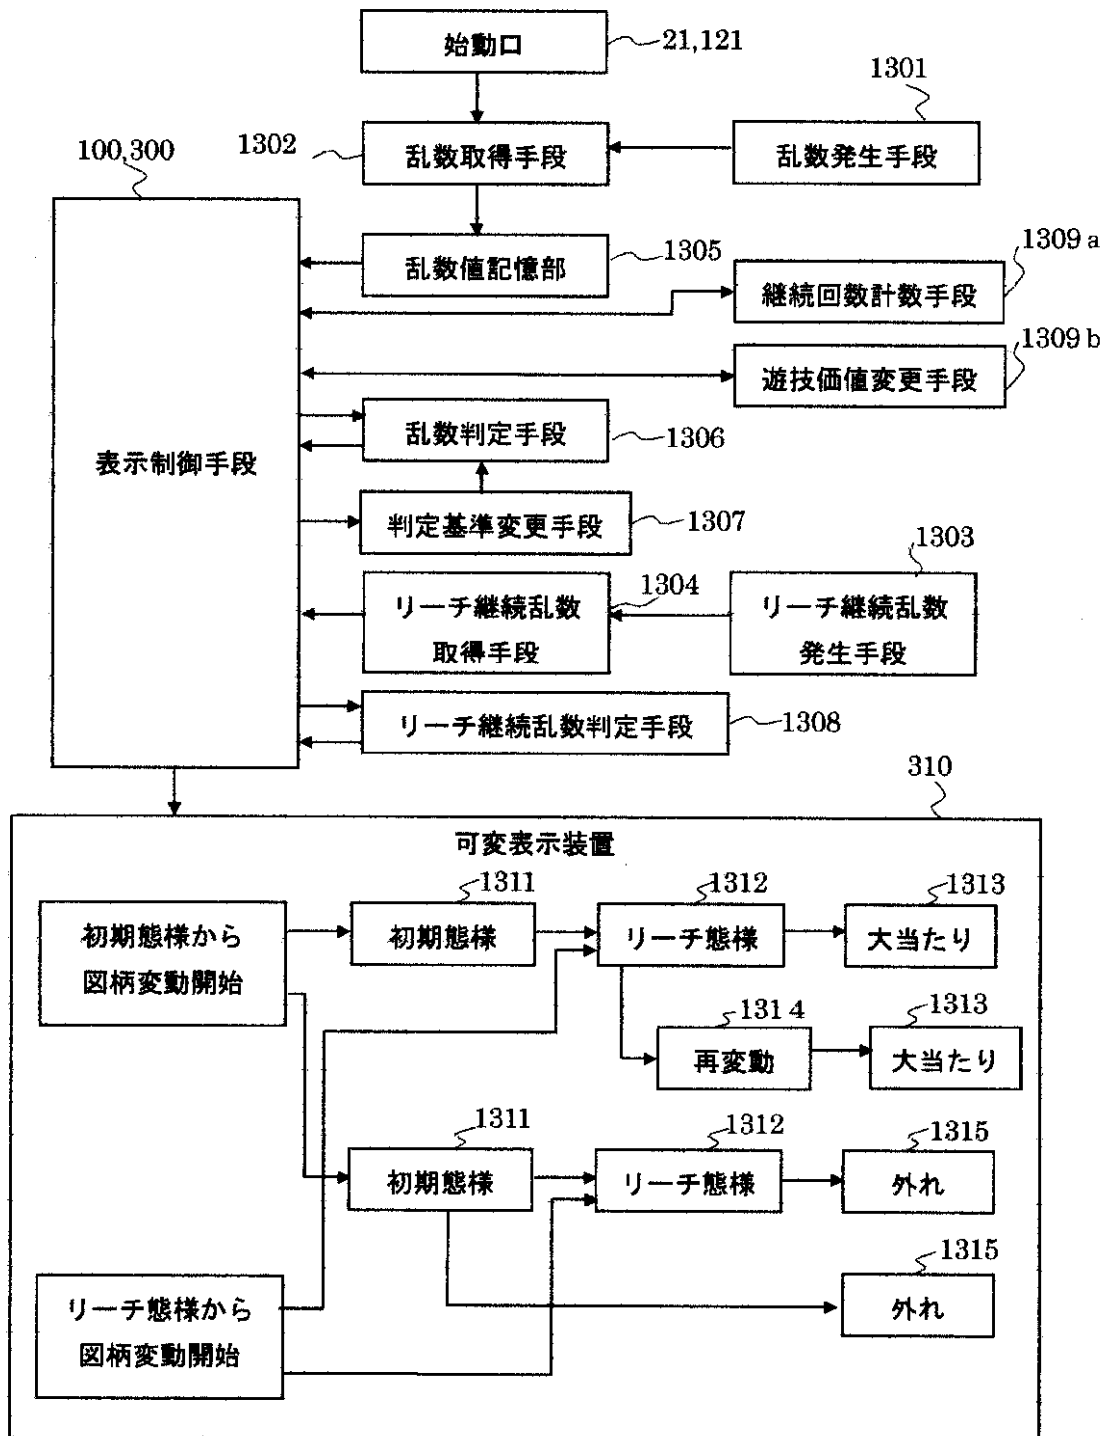 始動口
21,121
1301
1302
乱数取得手段
乱数発生手段
100,300
1309a
乱数値記憶部
1305
継続回数計数手段
1309b
遊技価値変更手段
乱数判定手段
1306
表示制御手段
判定基準変更手段
1307
1303
リーチ継続乱数
取得手段
1304
リーチ継続乱数
発生手段
リーチ継続乱数判定手段
1308
310
可変表示装置
1311
1312
1313
初期態様から
図柄変動開始
初期態様
リーチ態様
大当たり
1314
1313
再変動
大当たり
1311
1312
1315
初期態様
リーチ態様
外れ
1315
リーチ態様から
図柄変動開始
外れ